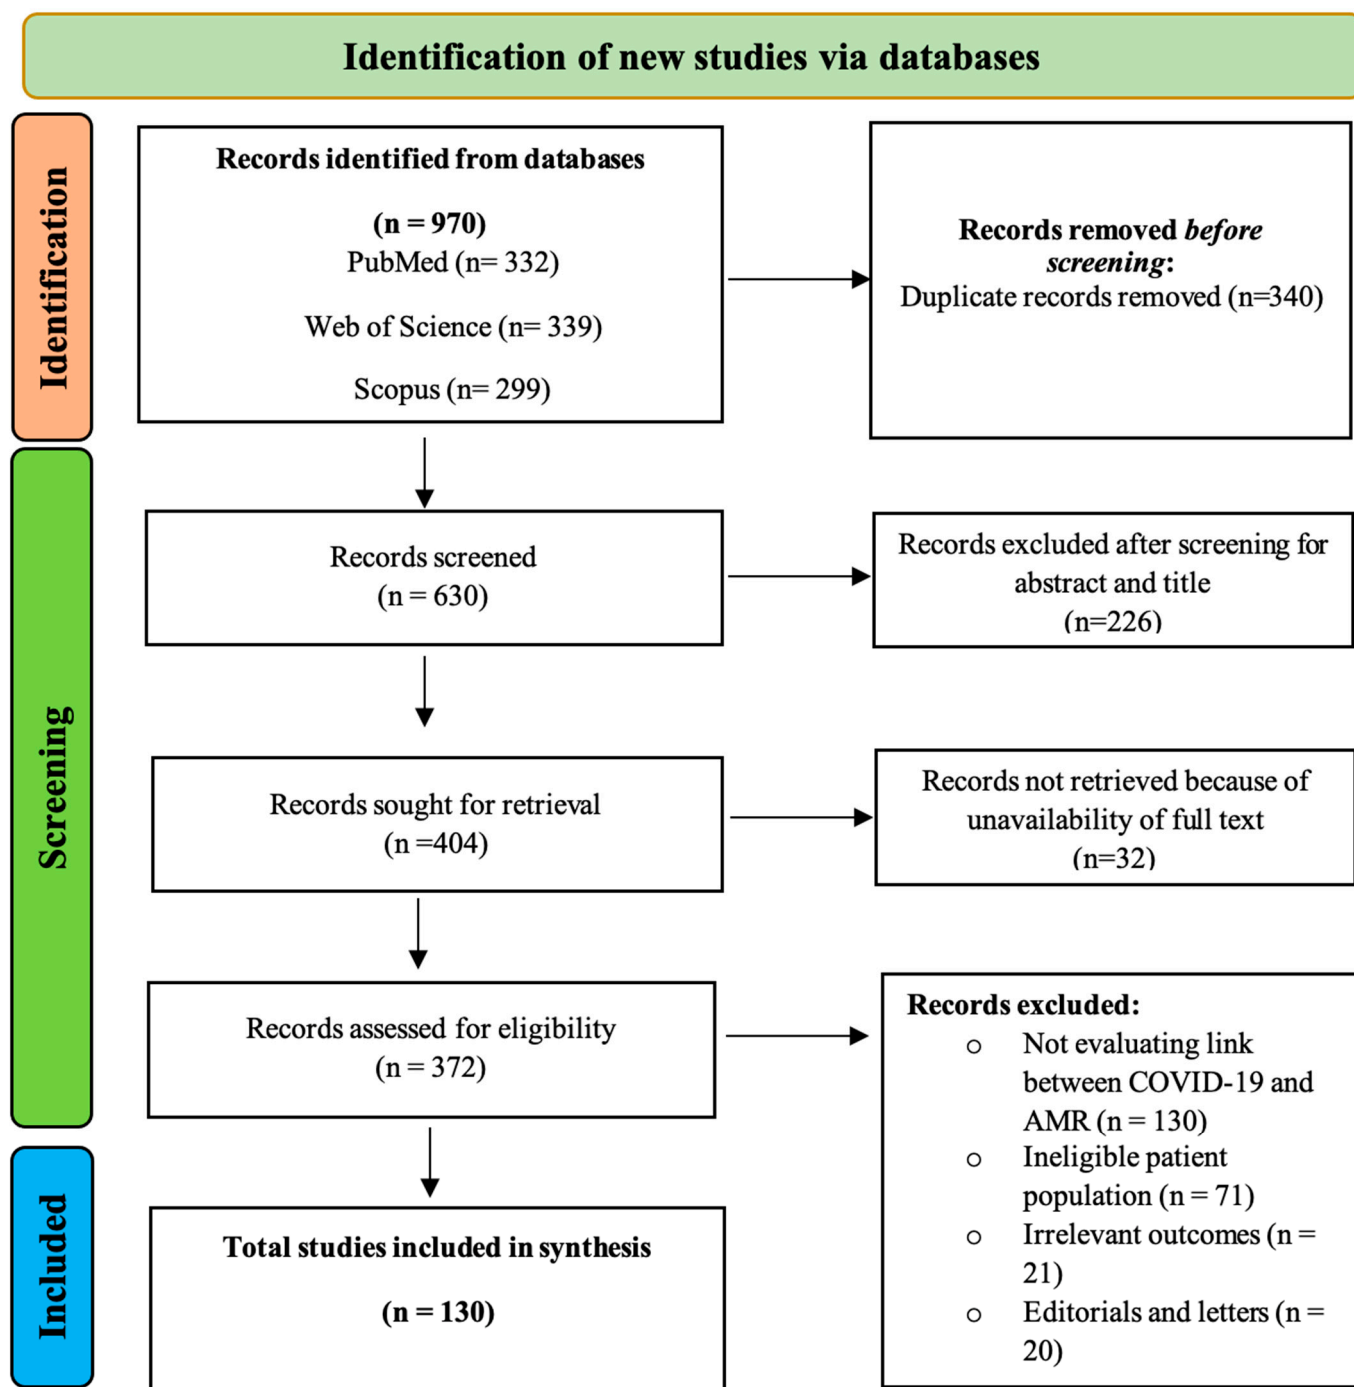 Identification of new studies via databases
Identification
Records identified from databases
(n = 970)
PubMed (n= 332)
Web of Science (n= 339)
Scopus (n= 299)
Records removed before
screening:
Duplicate records removed (n=340)
Screening
Records screened
(n = 630)
Records excluded after screening for
abstract and title
(n=226)
Records sought for retrieval
(n =404)
Records not retrieved because of
unavailability of full text
(n=32)
Records assessed for eligibility
(n = 372)
Records excluded:
o Not evaluating link
between COVID-19 and
AMR (n = 130)
o Ineligible patient
population (n = 71)
o Irrelevant outcomes (n =
21)
o Editorials and letters (n =
20)
Included
Total studies included in synthesis
(n = 130)